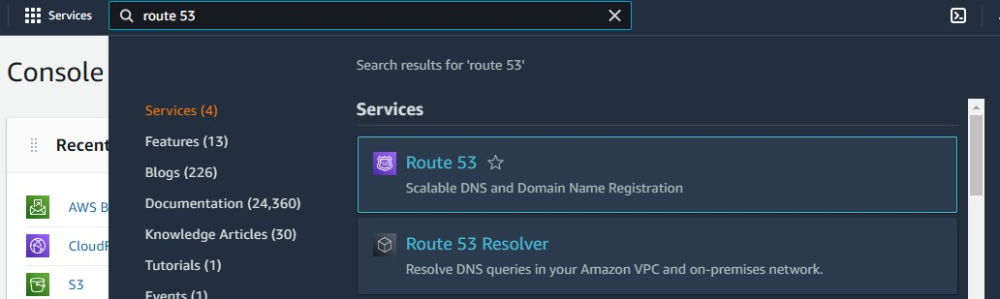 Services
route 53
Console
Search results for 'route 53'
Services (4)
Features (13)
Blogs (226)
Documentation (24,360)
Knowledge Articles (30)
Tutorials (1)
Events (1)
Services
Route 53
Scalable DNS and Domain Name Registration
Route 53 Resolver
Resolve DNS queries in your Amazon VPC and on-premises network.
Recent
AWS B
CloudF
S3